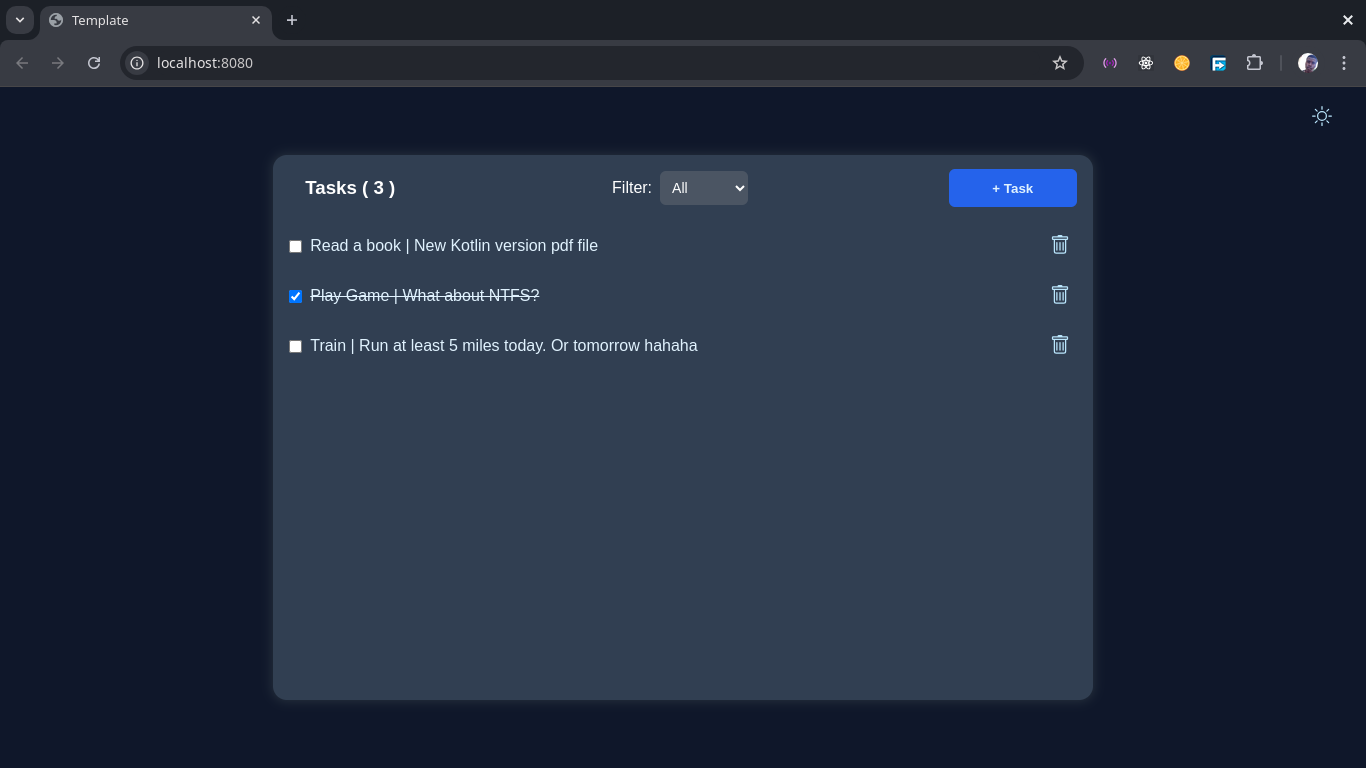 Template
localhost:8080
Tasks ( 3 )
Filter: All
+ Task
Read a book | New Kotlin version pdf file
Play Game | What about NTFS?
Train | Run at least 5 miles today. Or tomorrow hahaha